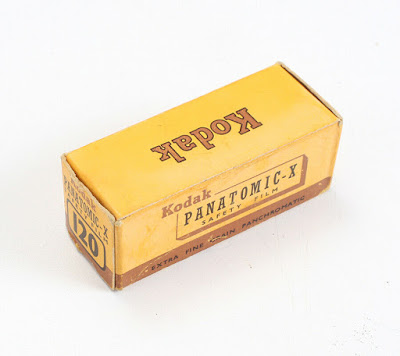 Kodak
Kodak
PANATOMIC-X
SAFETY FILM
EXTRA FINE GRAIN PANCHROMATIC
PANATOMIC-X
120